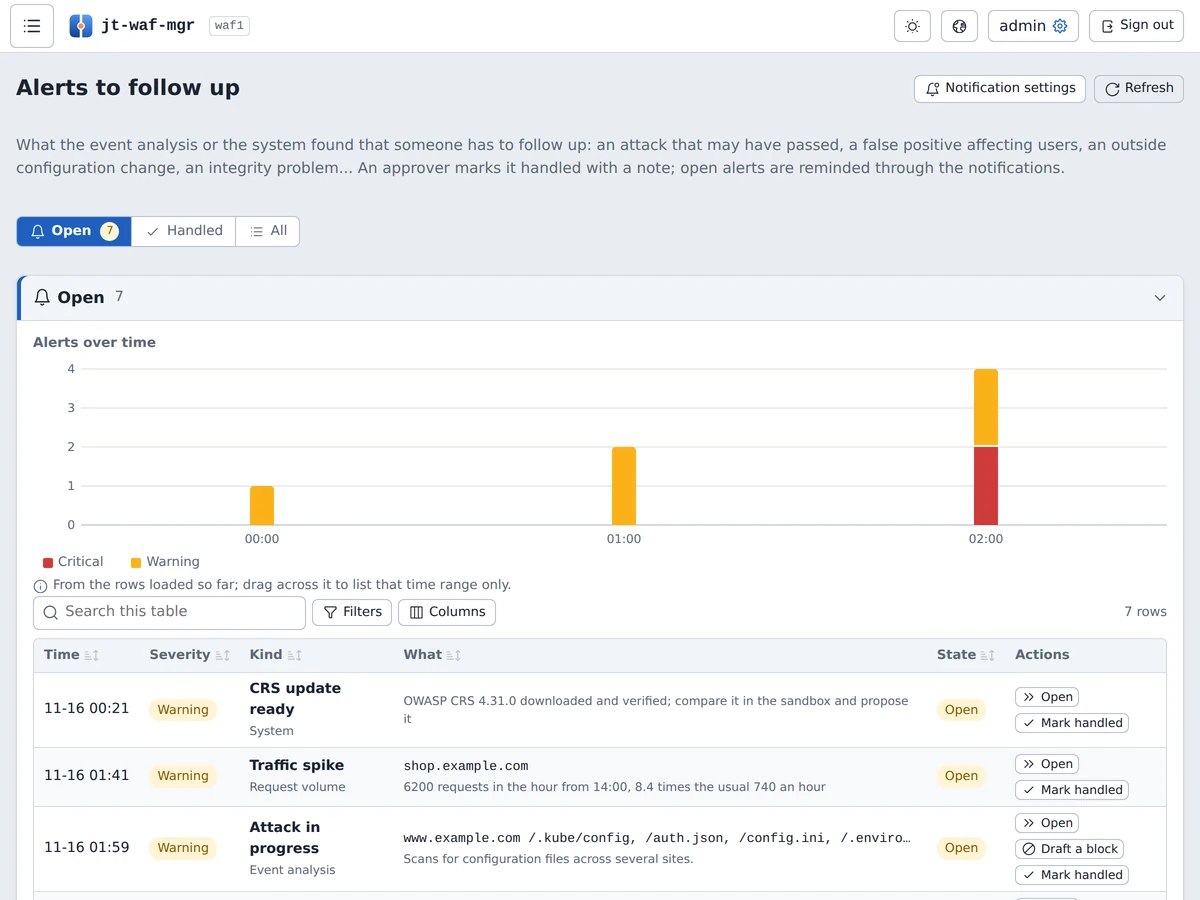 jt-waf-mgr waf1 admin Sign out
Alerts to follow up
Notification settings Refresh
What the event analysis or the system found that someone has to follow up: an attack that may have passed, a false positive affecting users, an outside
configuration change, an integrity problem... An approver marks it handled with a note; open alerts are reminded through the notifications.
Open 7 Handled All
Open 7
Alerts over time
4
3
2
1
0
00:00 01:00 02:00
Critical Warning
From the rows loaded so far; drag across it to list that time range only.
Search this table Filters Columns 7 rows
Time Severity Kind What State Actions
11-16 00:21 Warning CRS update ready System OWASP CRS 4.31.0 downloaded and verified; compare it in the sandbox and propose it Open Open Mark handled
11-16 01:41 Warning Traffic spike Request volume shop.example.com 6200 requests in the hour from 14:00, 8.4 times the usual 740 an hour Open Open Mark handled
11-16 01:59 Warning Attack in progress Event analysis www.example.com /.kube/config, /auth.json, /config.ini, /.enviro… Scans for configuration files across several sites. Open Open Draft a block Mark handled